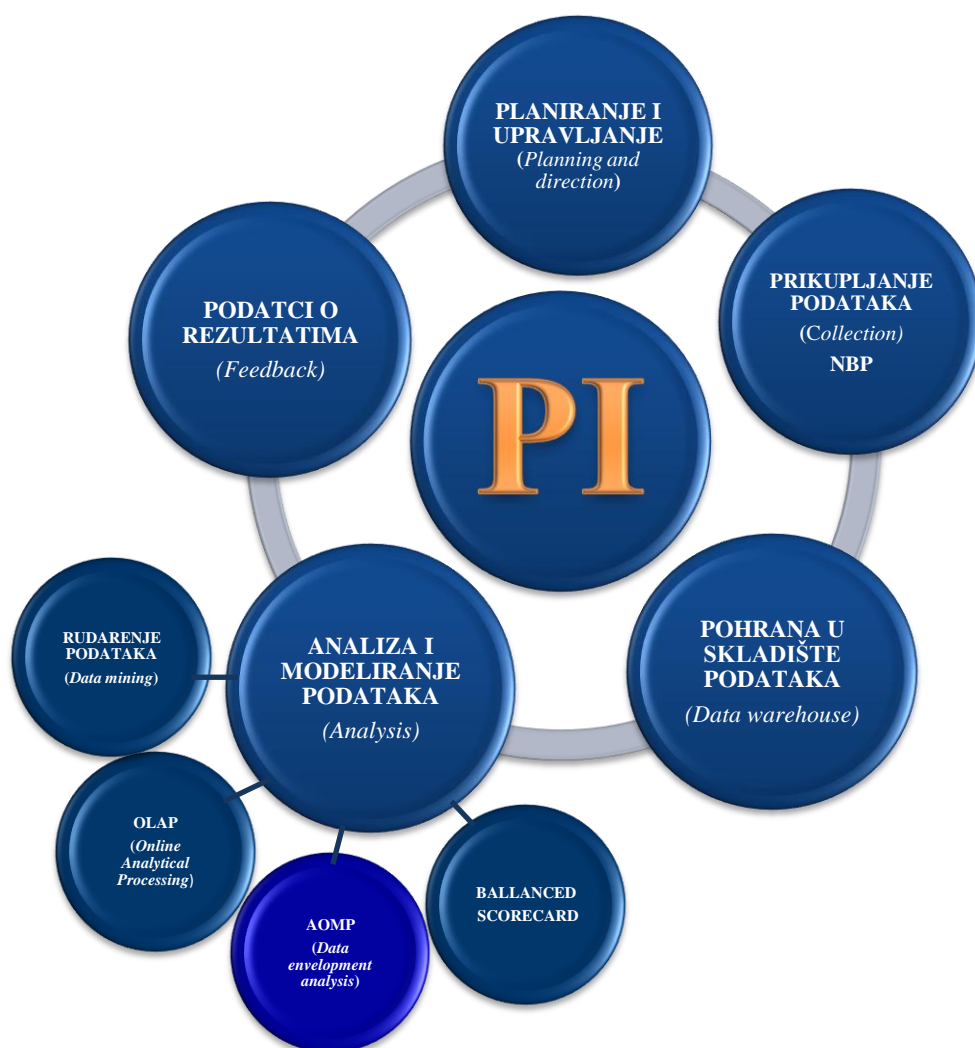 PLANIRANJE I
UPRAVLJANJE
(Planning and
direction)
PRIKUPLJANJE
PODATAKA
(Collection)
NBP
PODATCI O
REZULTATIMA
(Feedback)
PI
POHRANA U
SKLADIŠTE
PODATAKA
(Data warehouse)
ANALIZA I
MODELIRANJE
PODATAKA
(Analysis)
RUDARENJE
PODATAKA
(Data mining)
OLAP
(Online
Analytical
Processing)
AOMP
(Data
envelopment
analysis)
BALLANCED
SCORECARD